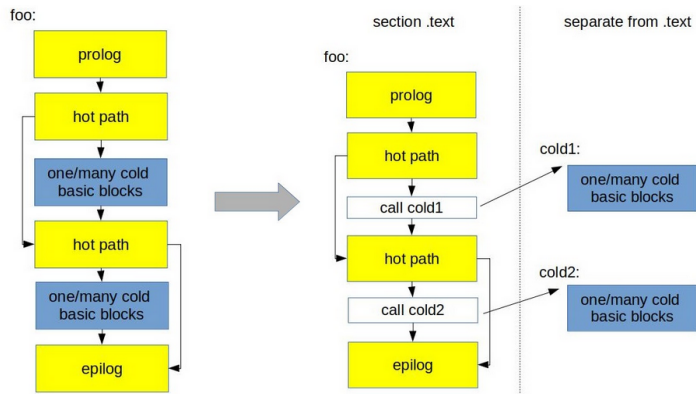 foo:
prolog
hot path
one/many cold
basic blocks
hot path
one/many cold
basic blocks
epilog
section .text
foo:
prolog
hot path
call cold1
hot path
call cold2
epilog
separate from .text
cold1:
one/many cold
basic blocks
cold2:
one/many cold
basic blocks